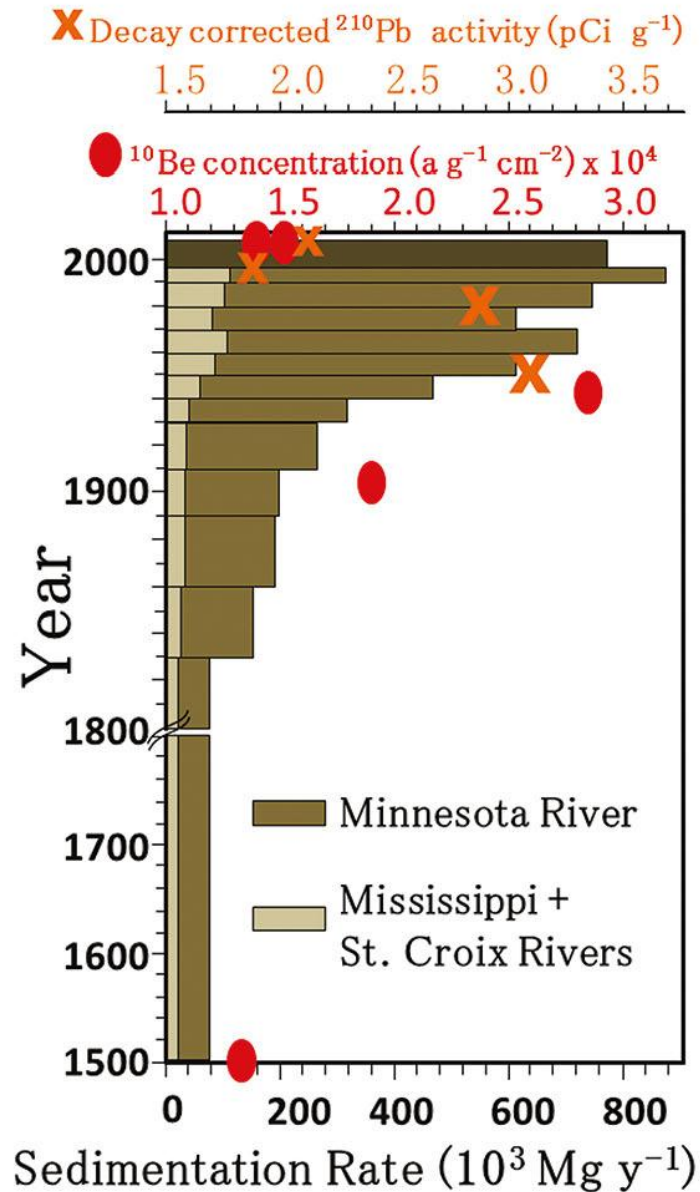 X Decay corrected ²¹⁰Pb activity (pCi g⁻¹)
1.5 2.0 2.5 3.0 3.5
¹⁰Be concentration (a g⁻¹ cm⁻²) x 10⁴
1.0 1.5 2.0 2.5 3.0
2000
1900
Year
1800
Minnesota River
1700
Mississippi +
1600
St. Croix Rivers
1500
0 200 400 600 800
Sedimentation Rate (10³ Mg y⁻¹)